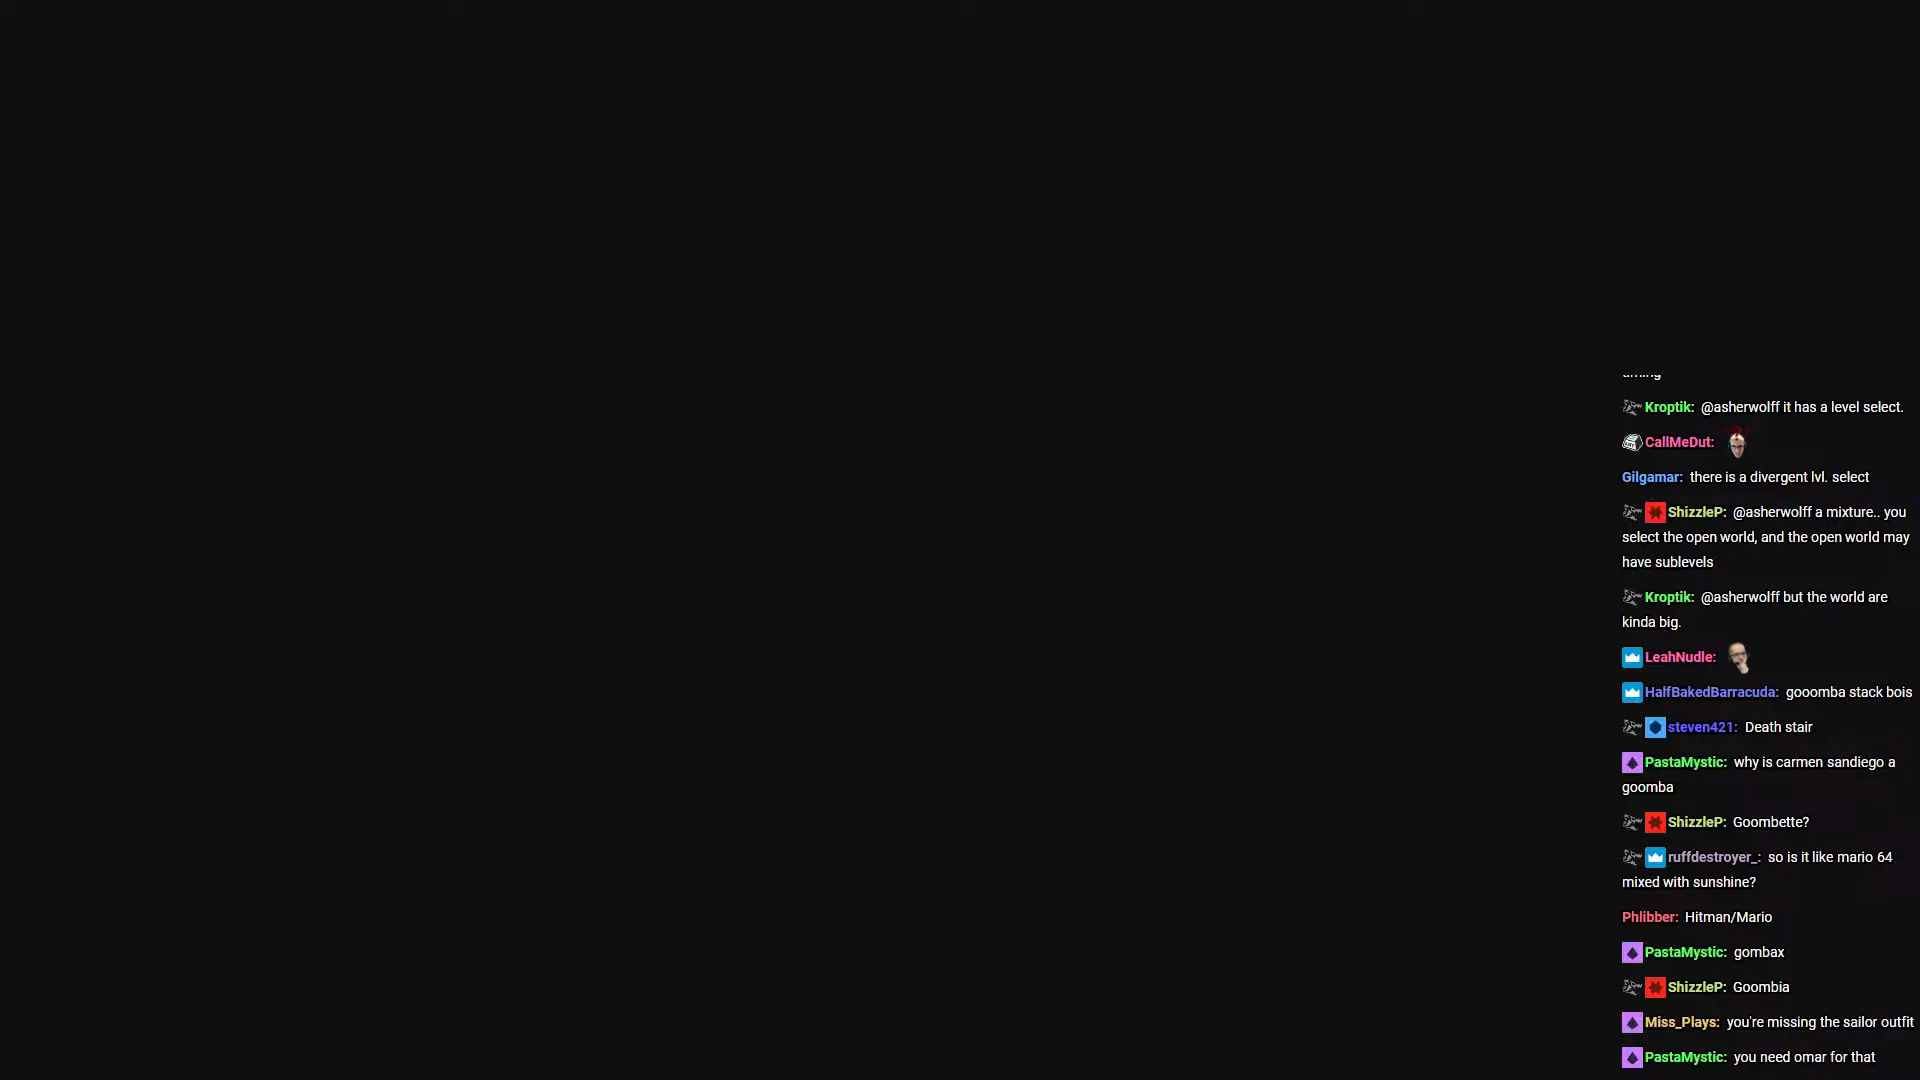 Kroptik: @asherwolff it has a level select.
CallMeDut:
Gilgamar: there is a divergent lvl. select
ShizzleP: @asherwolff a mixture.. you
select the open world, and the open world may
have sublevels
Kroptik: @asherwolff but the world are
kinda big.
LeahNudle:
HalfBakedBarracuda: gooomba stack bois
steven421: Death stair
PastaMystic: why is carmen sandiego a
goomba
ShizzleP: Goombette?
ruffdestroyer_: so is it like mario 64
mixed with sunshine?
Phlibber: Hitman/Mario
PastaMystic: gombax
ShizzleP: Goombia
Miss_Plays: you're missing the sailor outfit
PastaMystic: you need omar for that